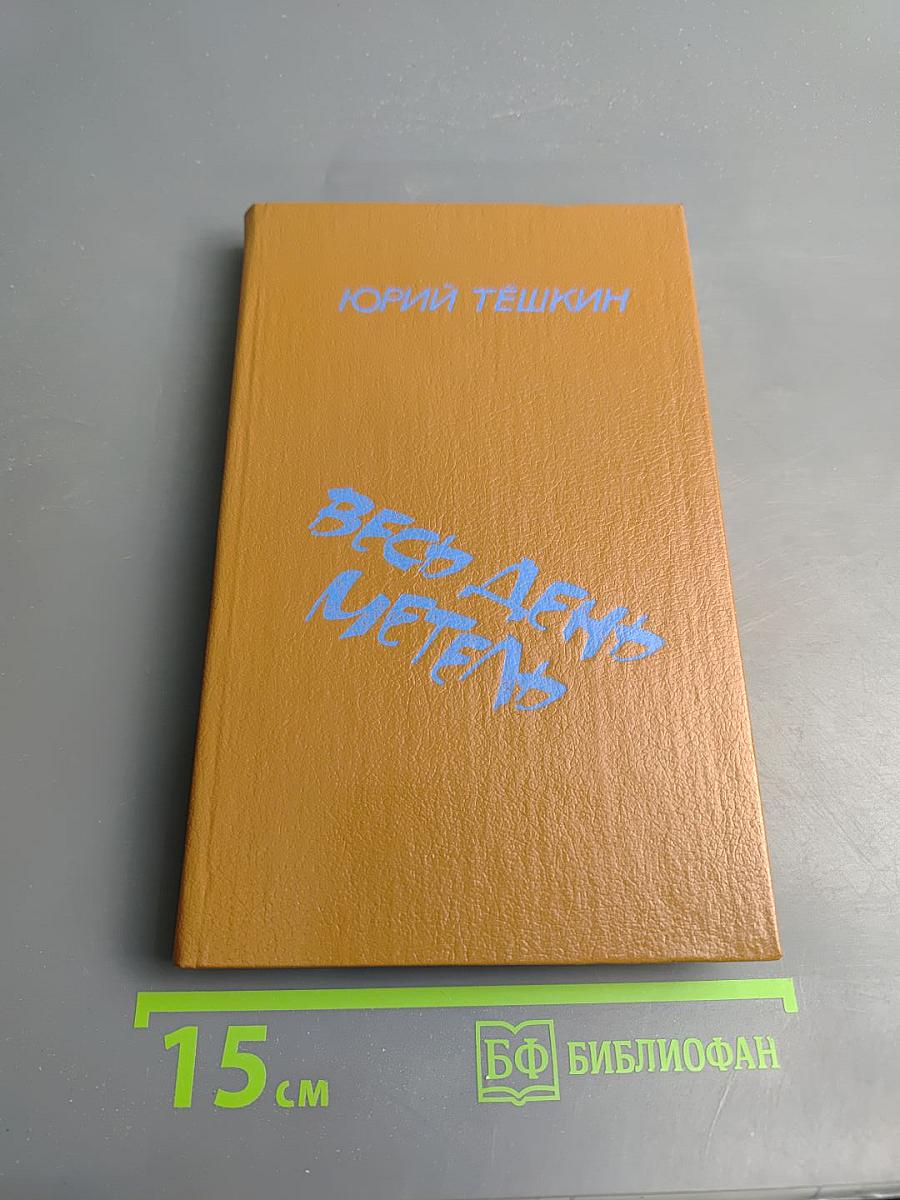 ЮРИЙ ТЁШКИН
ВЕСЬ ДЕНЬ
МЕТЕЛЬ
15 см
БФ БИБЛИОФАН